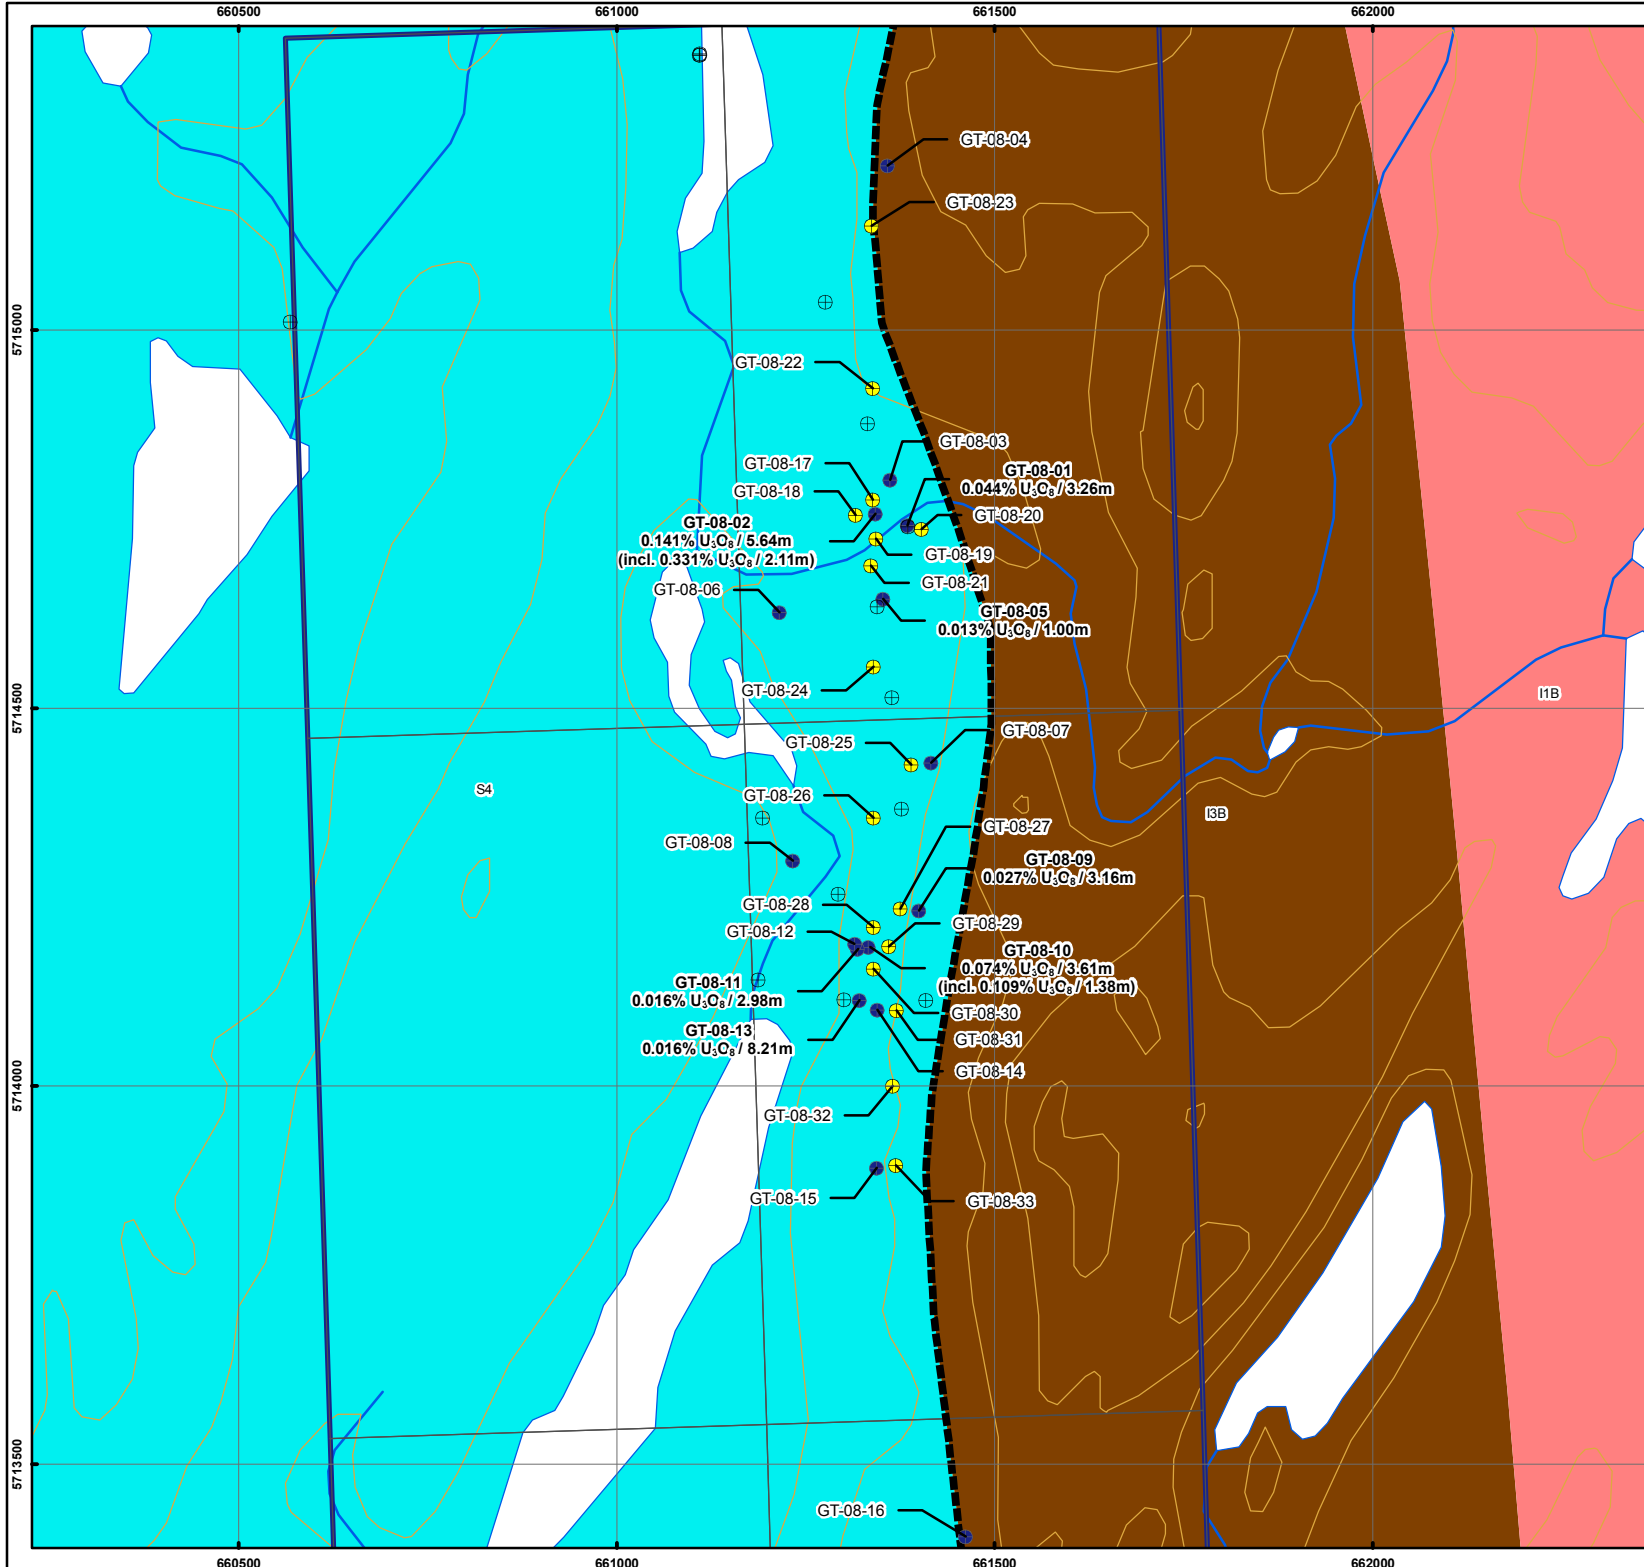 660500
661000
661500
662000
GT-08-04
GT-08-23
5715000
GT-08-22
GT-08-03
GT-08-17
GT-08-01
0.044% U₃O₈ / 3.26m
GT-08-18
GT-08-02
0.141% U₃O₈ / 5.64m
(incl. 0.331% U₃O₈ / 2.11m)
GT-08-20
GT-08-19
GT-08-21
GT-08-06
GT-08-05
0.013% U₃O₈ / 1.00m
GT-08-24
I1B
5714500
GT-08-07
GT-08-25
S4
GT-08-26
I3B
GT-08-27
GT-08-08
GT-08-09
0.027% U₃O₈ / 3.16m
GT-08-28
GT-08-29
GT-08-12
GT-08-10
0.074% U₃O₈ / 3.61m
(incl. 0.109% U₃O₈ / 1.38m)
GT-08-11
0.016% U₃O₈ / 2.98m
GT-08-30
GT-08-13
0.016% U₃O₈ / 8.21m
GT-08-31
GT-08-14
5714000
GT-08-32
GT-08-15
GT-08-33
5713500
GT-08-16
660500
661000
661500
662000